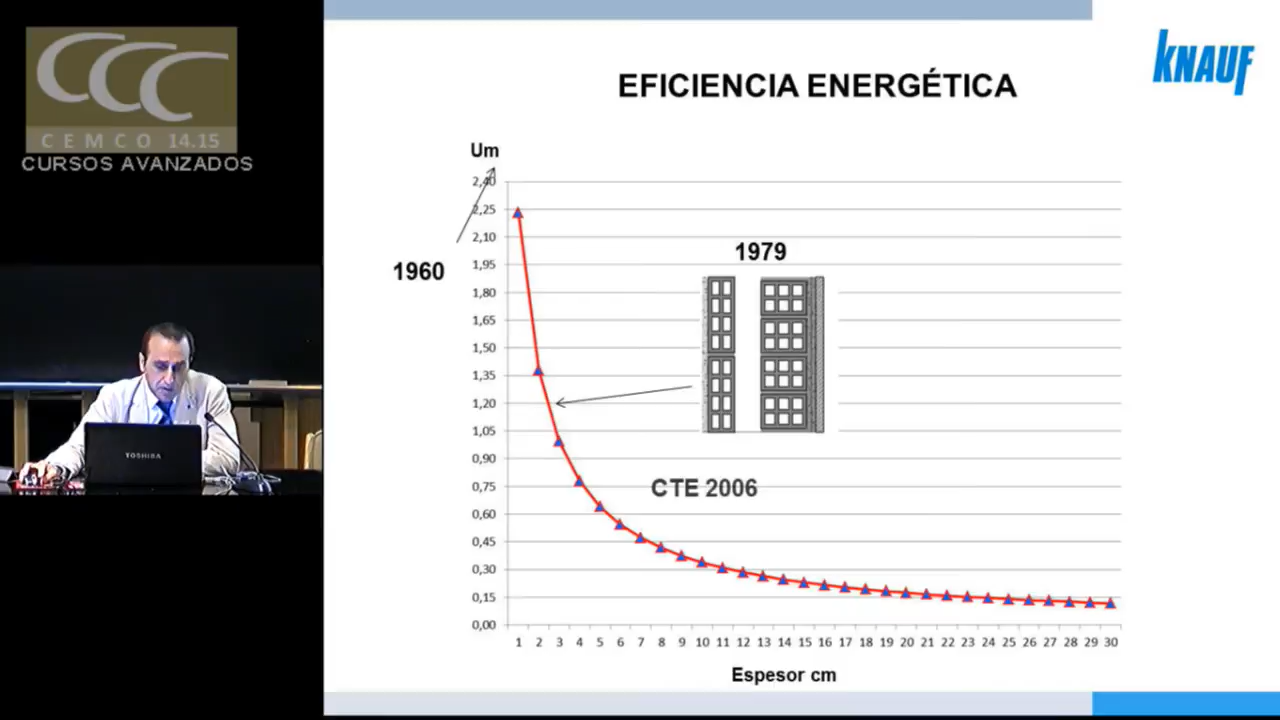 CCC
CEMCO 14.15
CURSOS AVANZADOS
KNAUF
EFICIENCIA ENERGÉTICA
Um
2,40
2,25
2,10
1,95
1,80
1,65
1,50
1,35
1,20
1,05
0,90
0,75
0,60
0,45
0,30
0,15
0,00
1960
1979
CTE 2006
1 2 3 4 5 6 7 8 9 10 11 12 13 14 15 16 17 18 19 20 21 22 23 24 25 26 27 28 29 30
Espesor cm
TOSHIBA